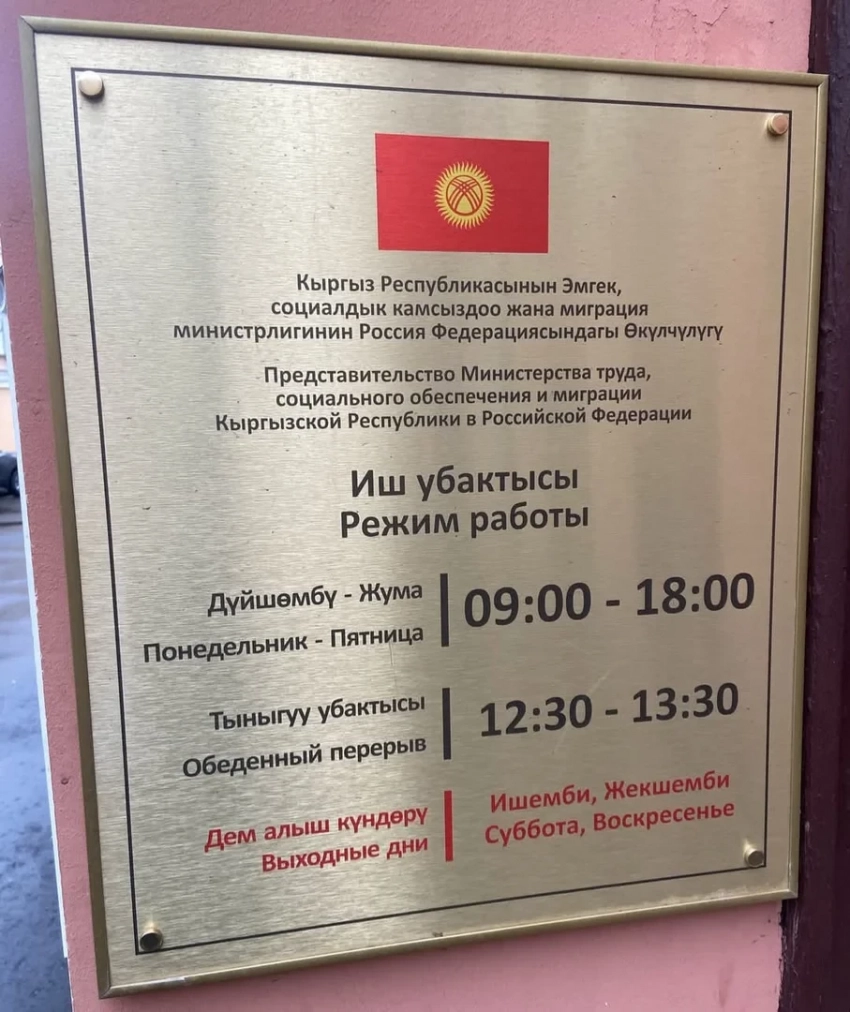 Кыргыз Республикасынын Эмгек,
социалдык камсыздоо жана миграция
министрлигинин Россия Федерациясындагы Өкүлчүлүгү
Представительство Министерства труда,
социального обеспечения и миграции
Кыргызской Республики в Российской Федерации
Иш убактысы
Режим работы
Дүйшөмбү - Жума
Понедельник - Пятница
09:00 - 18:00
Тыныгуу убактысы
Обеденный перерыв
12:30 - 13:30
Дем алыш күндөрү
Выходные дни
Ишемби, Жекшемби
Суббота, Воскресенье